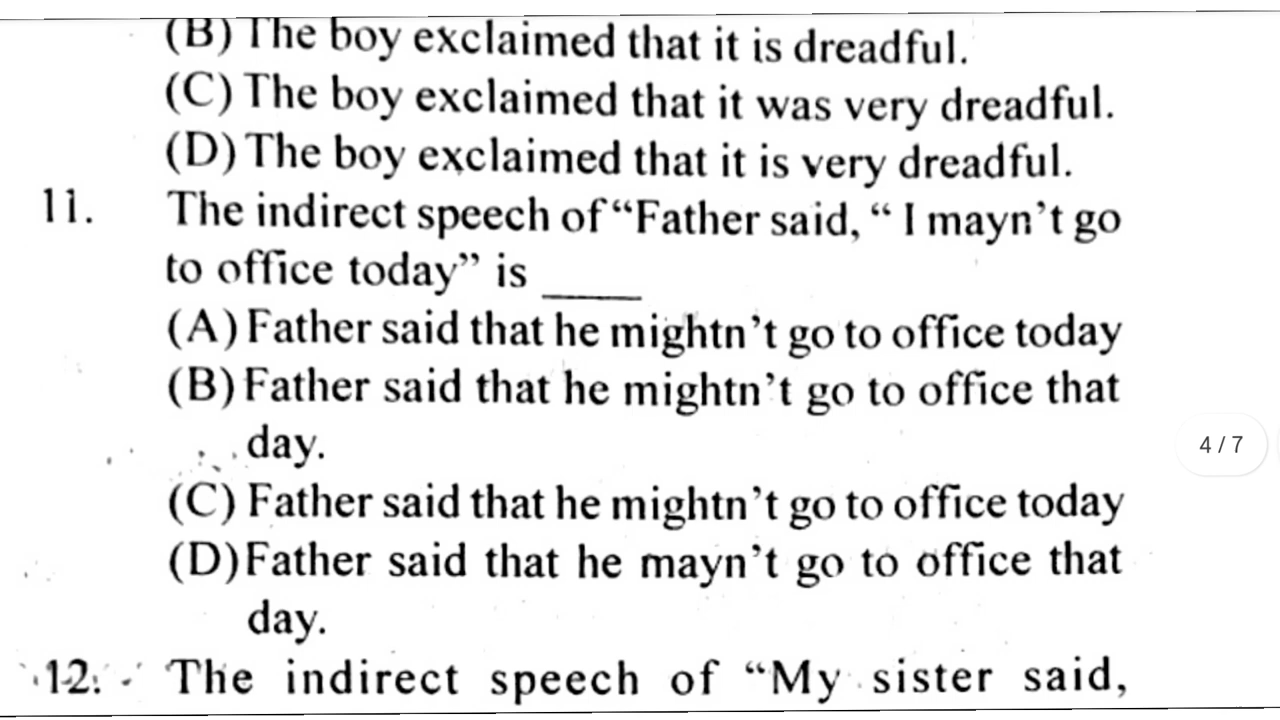 (B) The boy exclaimed that it is dreadful.
(C) The boy exclaimed that it was very dreadful.
(D) The boy exclaimed that it is very dreadful.
11. The indirect speech of “Father said, “ I mayn’t go
to office today” is ____
(A) Father said that he mightn’t go to office today
(B) Father said that he mightn’t go to office that
day.
4 / 7
(C) Father said that he mightn’t go to office today
(D) Father said that he mayn’t go to office that
day.
12. The indirect speech of “My sister said,